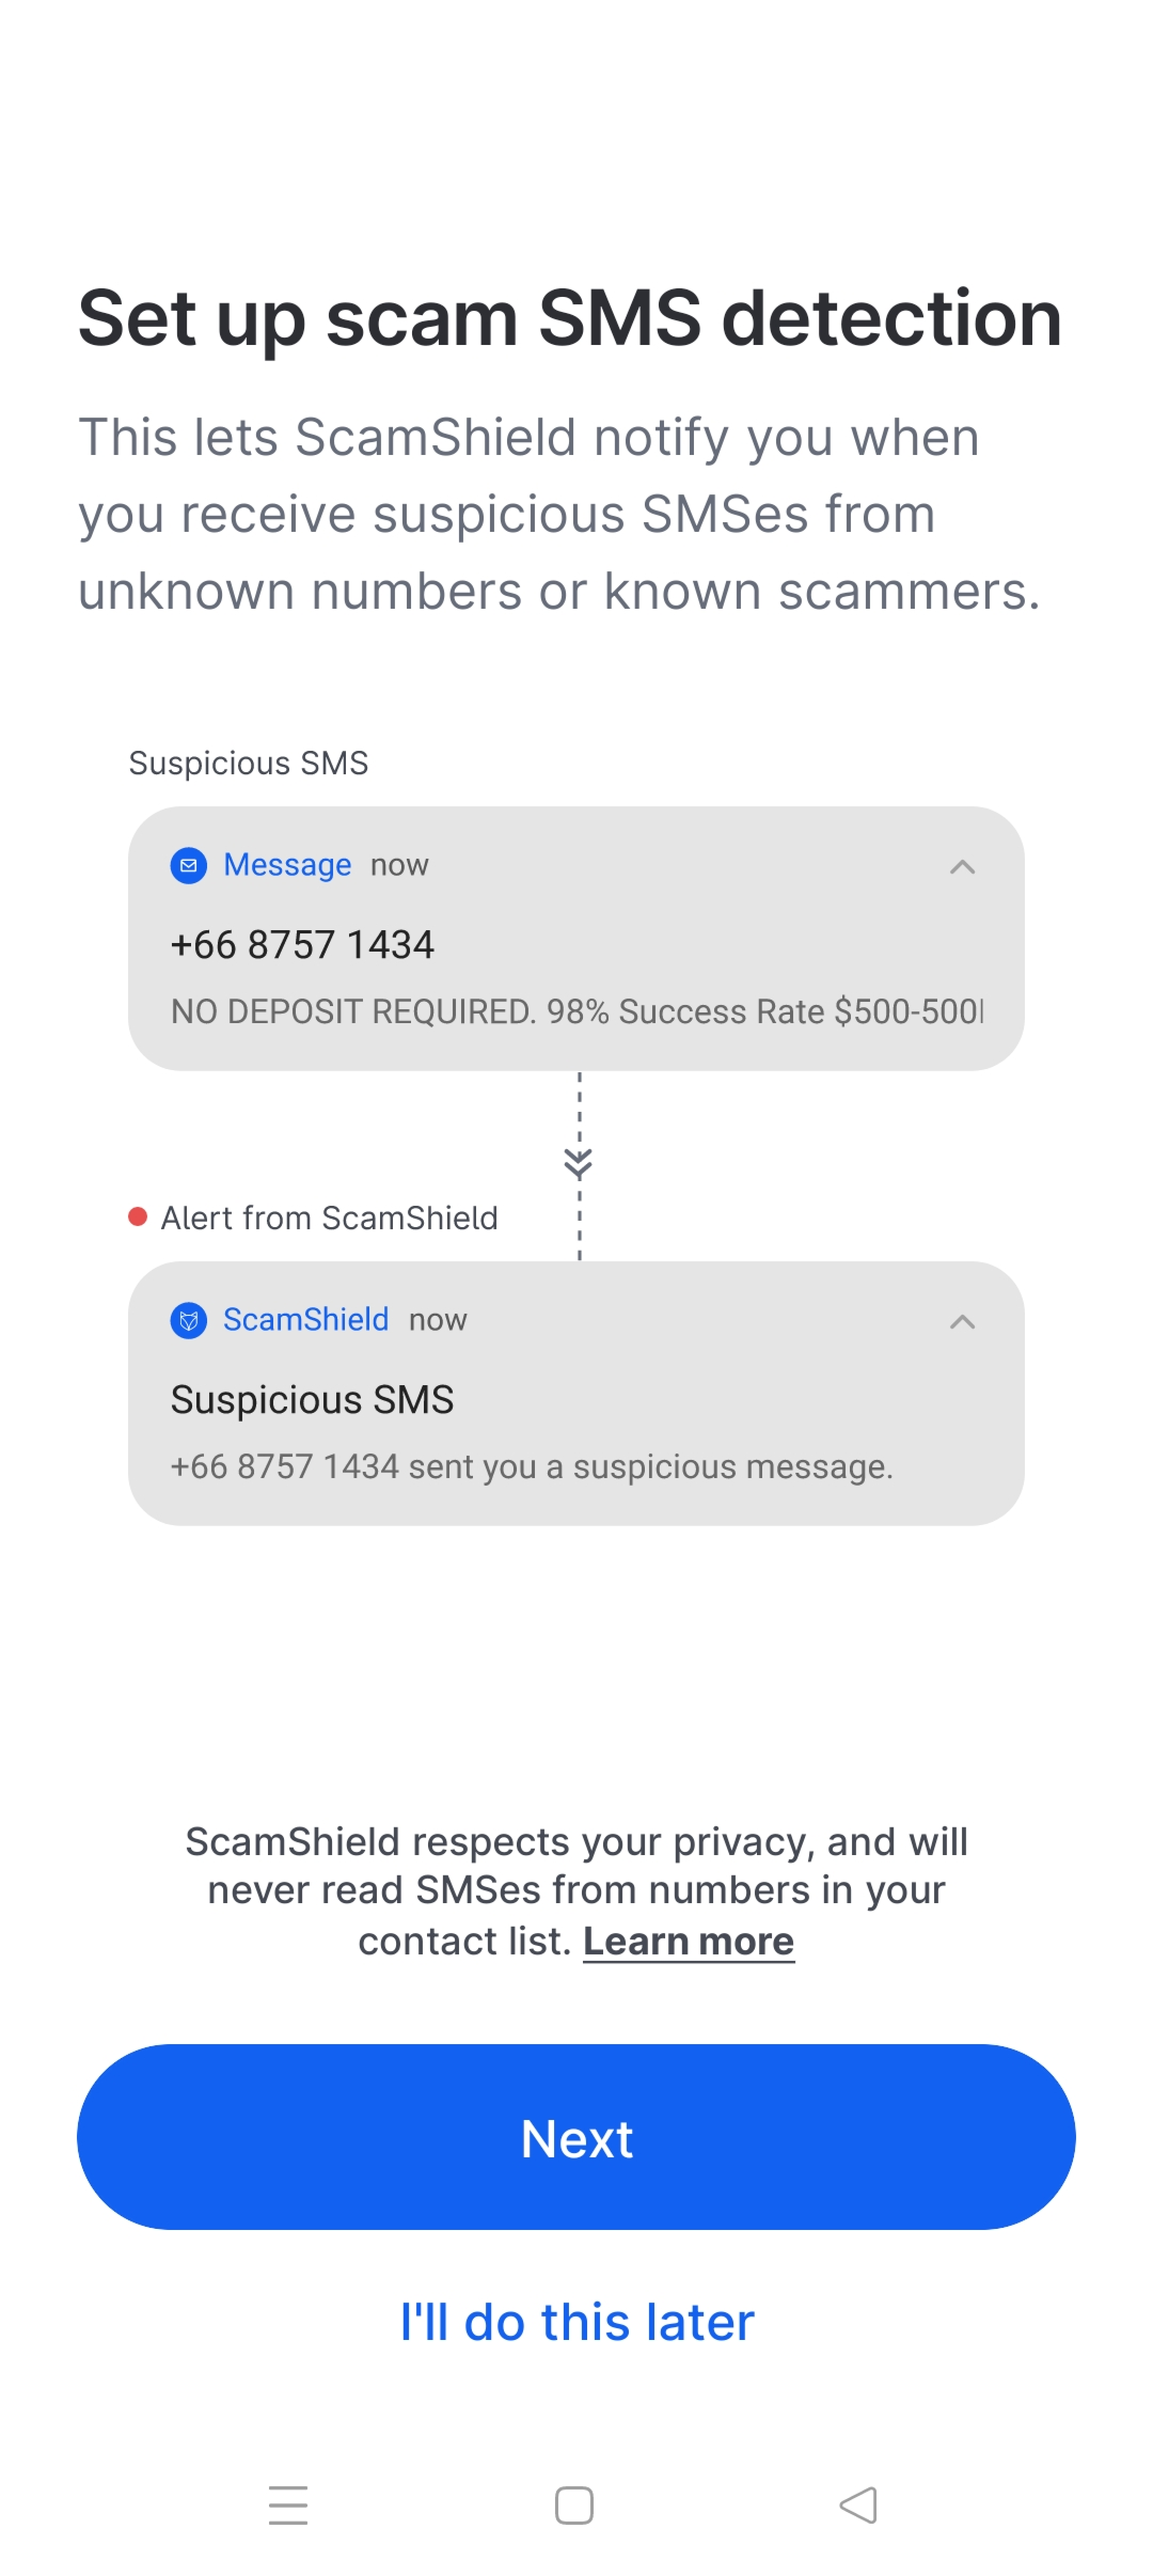 Set up scam SMS detection
This lets ScamShield notify you when
you receive suspicious SMSes from
unknown numbers or known scammers.
Suspicious SMS
Message now
+66 8757 1434
NO DEPOSIT REQUIRED. 98% Success Rate $500-500
Alert from ScamShield
ScamShield now
Suspicious SMS
+66 8757 1434 sent you a suspicious message.
ScamShield respects your privacy, and will
never read SMSes from numbers in your
contact list. Learn more
Next
I'll do this later